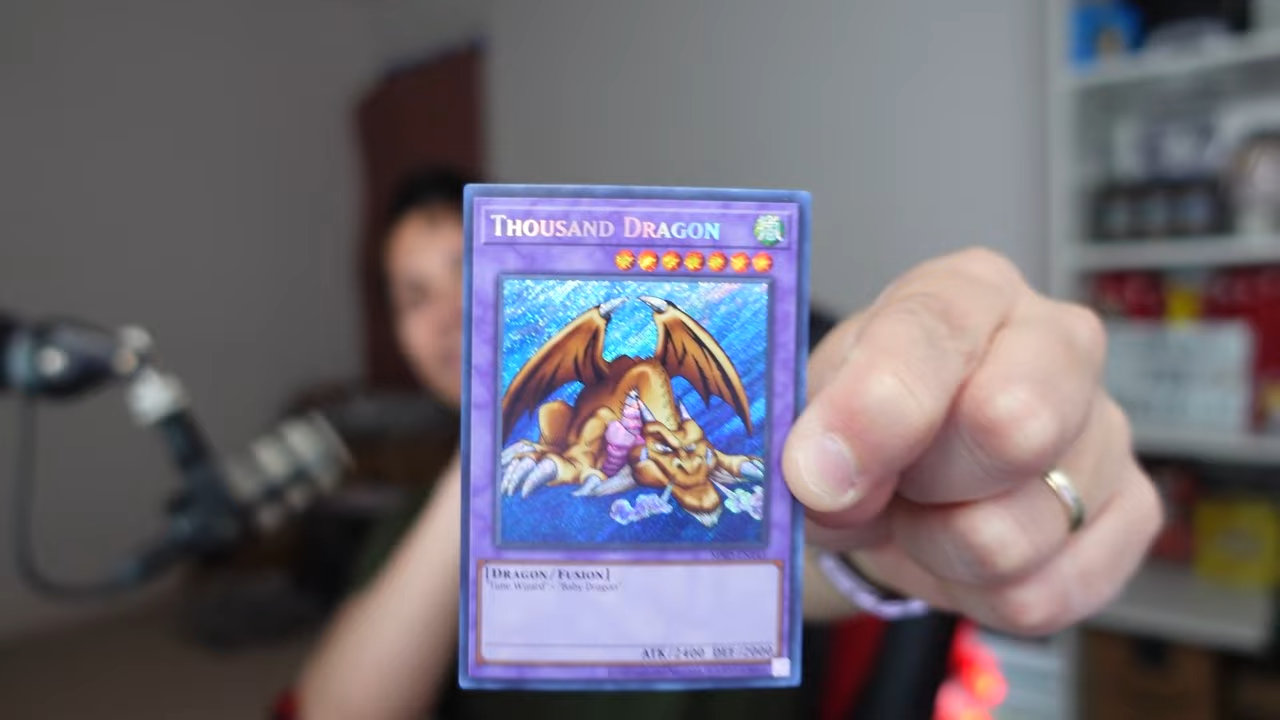 THOUSAND DRAGON
[DRAGON/FUSION]
"Time Wizard" + "Baby Dragon"
ATK/2400 DEF/2000